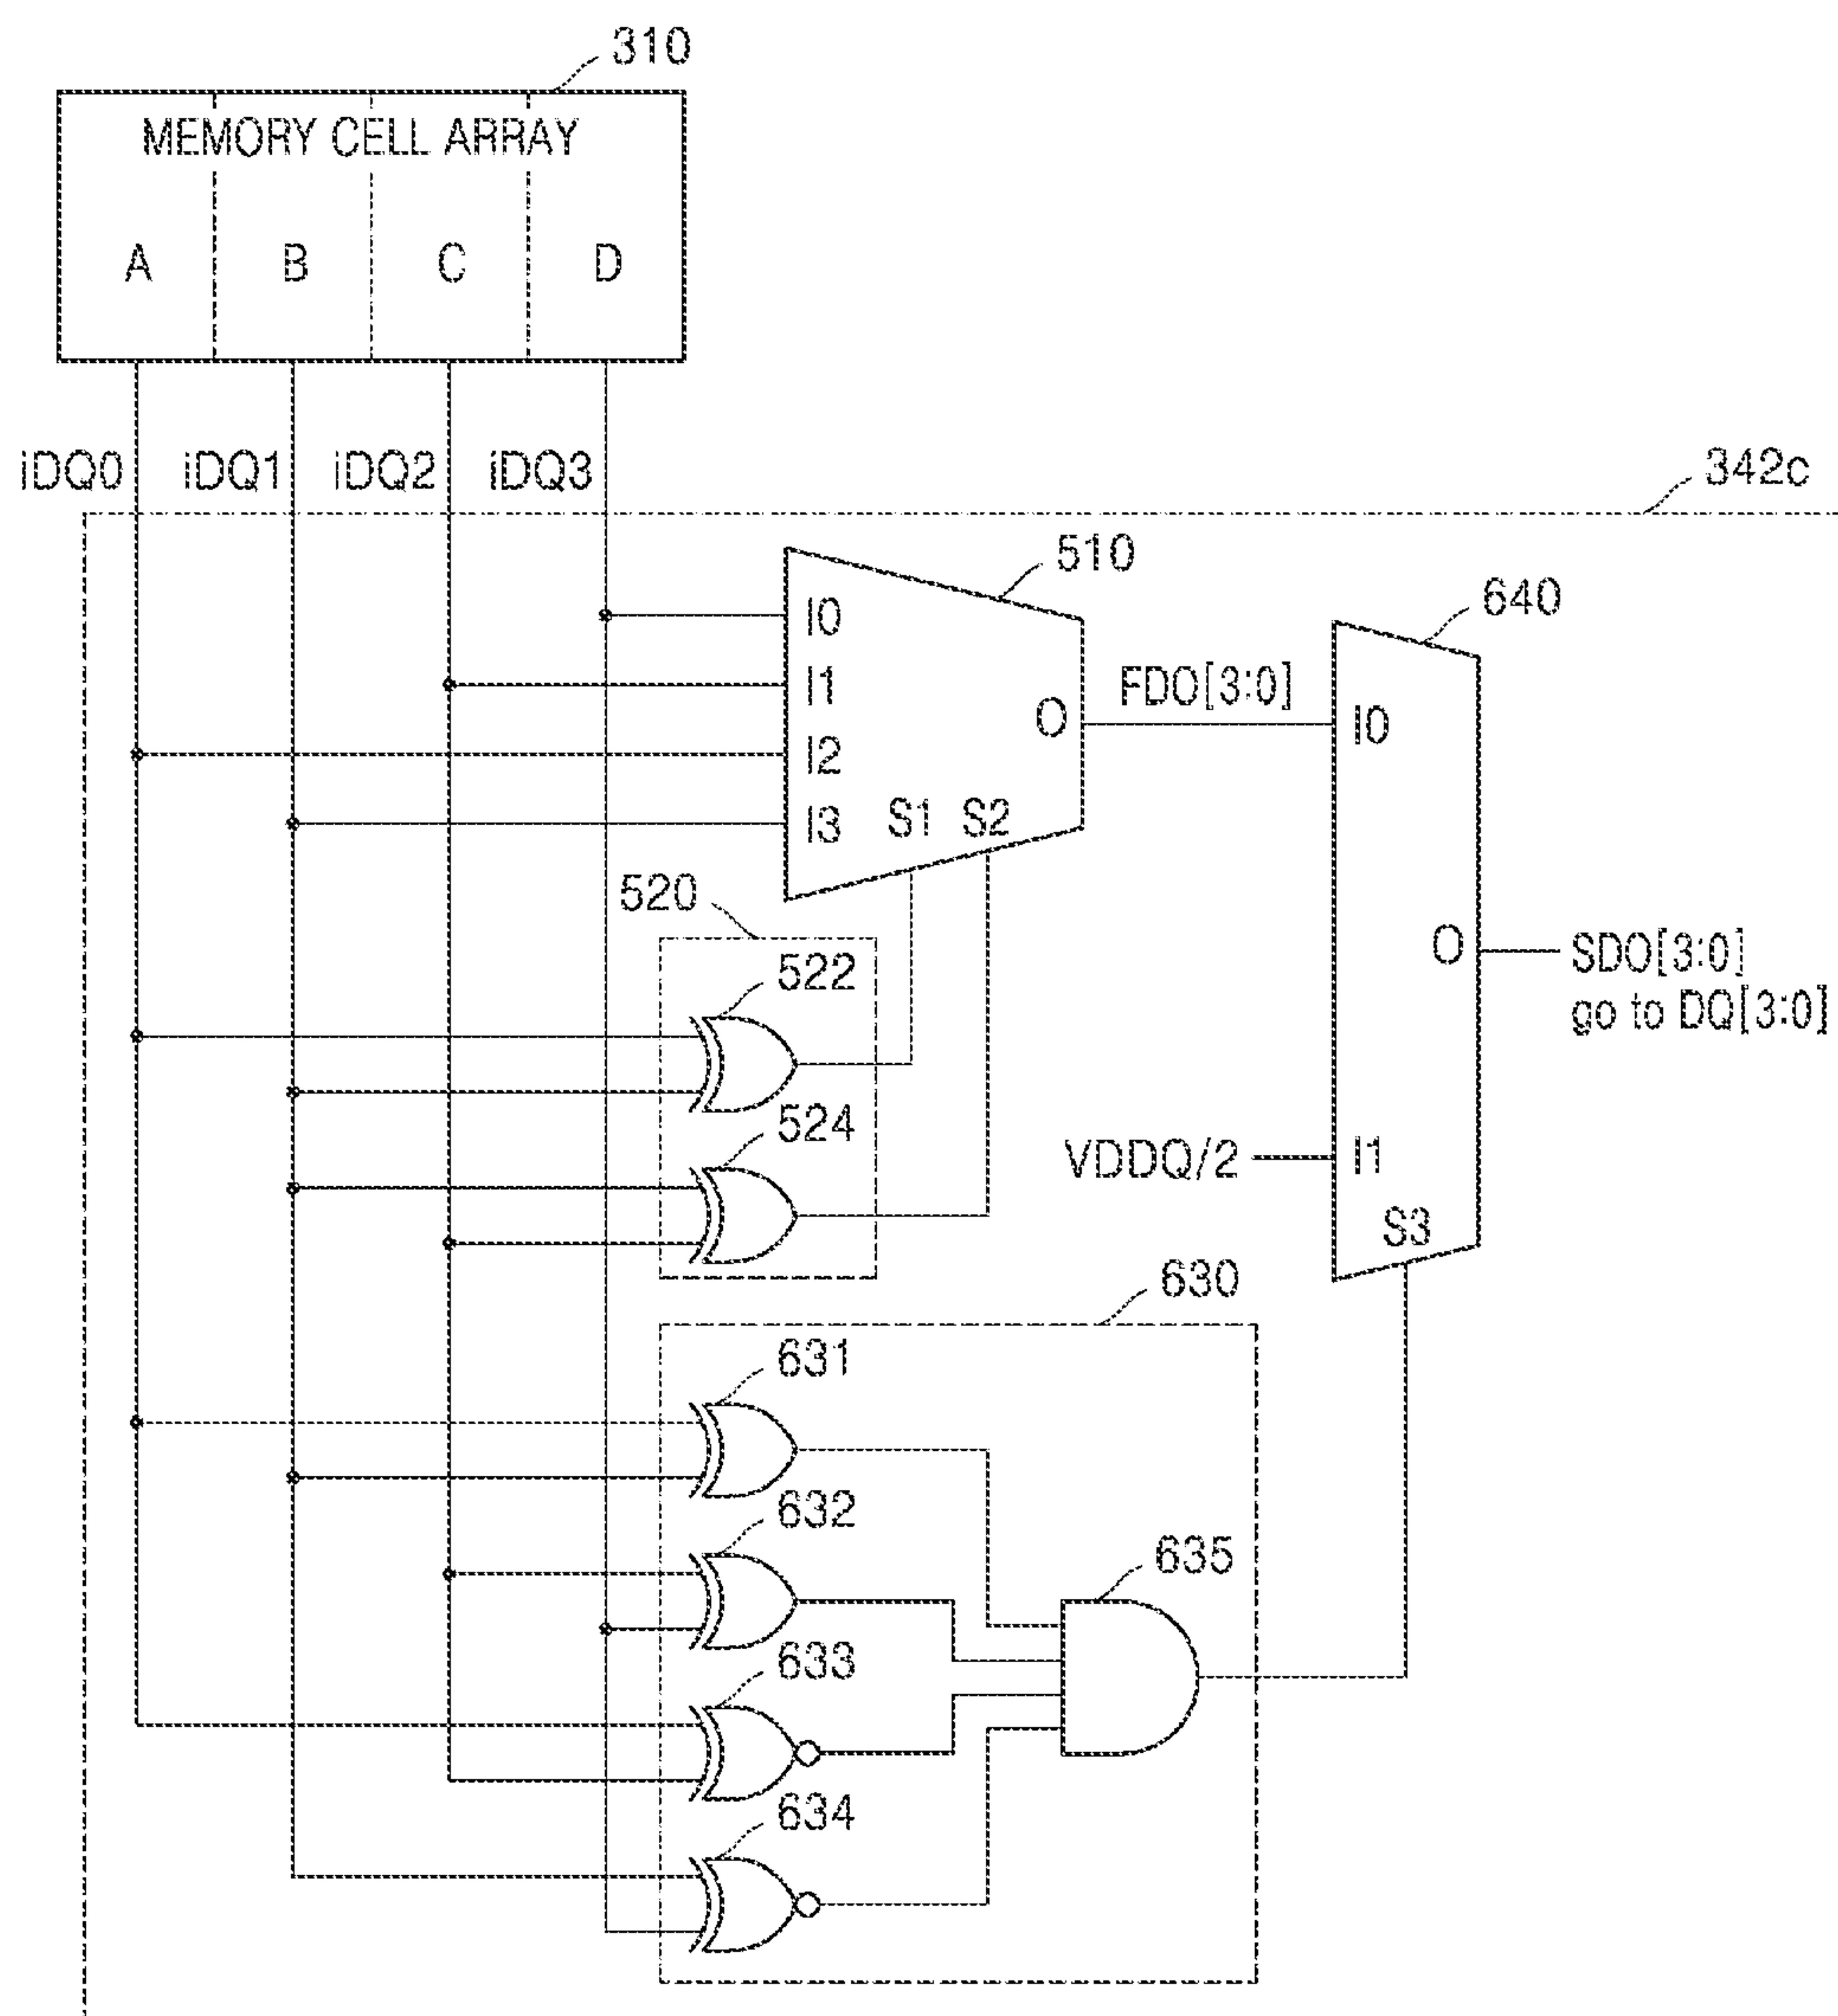 310
MEMORY CELL ARRAY
A B C D
iDQ0 iDQ1 iDQ2 iDQ3
342c
510
640
I0
I1
I2
I3
S1 S2
O
FDO[3:0]
I0
O
SDO[3:0]
go to DQ[3:0]
VDDQ/2
I1
S3
520
522
524
630
631
632
633
634
635